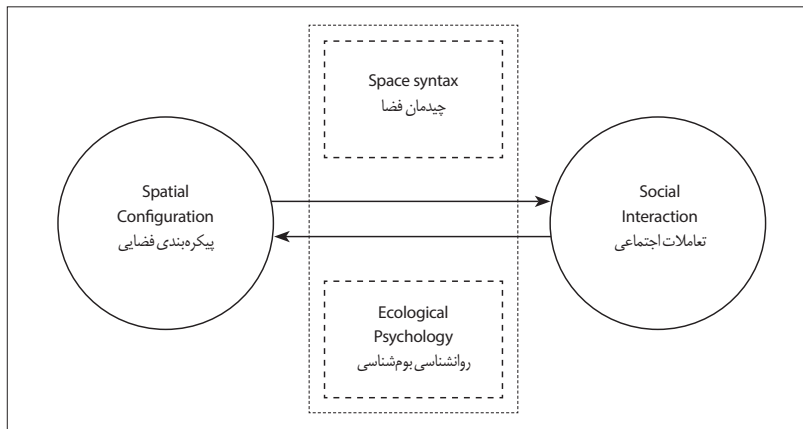 Space syntax
چیدمان فضا
Spatial
Configuration
پیکره‌بندی فضایی
Social
Interaction
تعاملات اجتماعی
Ecological
Psychology
روانشناسی بوم‌شناسی